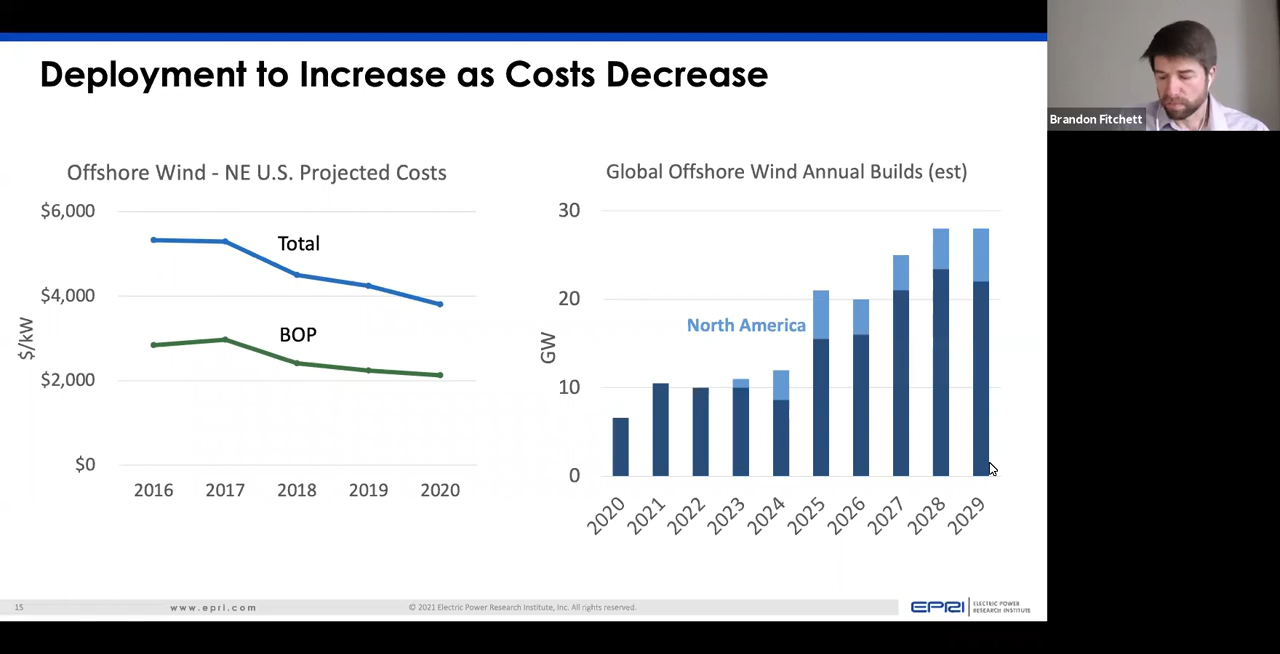 Deployment to Increase as Costs Decrease
Brandon Fitchett
Offshore Wind - NE U.S. Projected Costs
$6,000
$4,000
$2,000
$0
$/kW
Total
BOP
2016 2017 2018 2019 2020
Global Offshore Wind Annual Builds (est)
30
20
10
0
GW
North America
2020 2021 2022 2023 2024 2025 2026 2027 2028 2029
15
www.epri.com
© 2021 Electric Power Research Institute, Inc. All rights reserved.
EPRI
ELECTRIC POWER
RESEARCH INSTITUTE